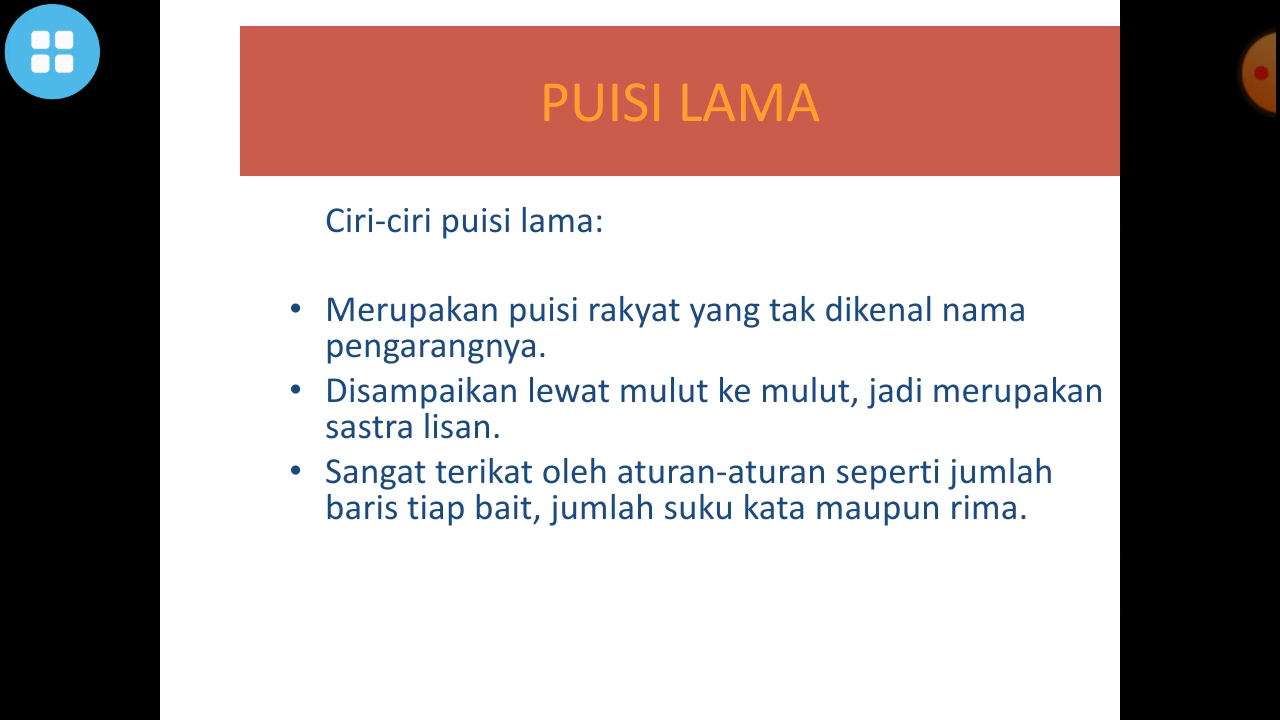 PUISI LAMA
Ciri-ciri puisi lama:
• Merupakan puisi rakyat yang tak dikenal nama
pengarangnya.
• Disampaikan lewat mulut ke mulut, jadi merupakan
sastra lisan.
• Sangat terikat oleh aturan-aturan seperti jumlah
baris tiap bait, jumlah suku kata maupun rima.